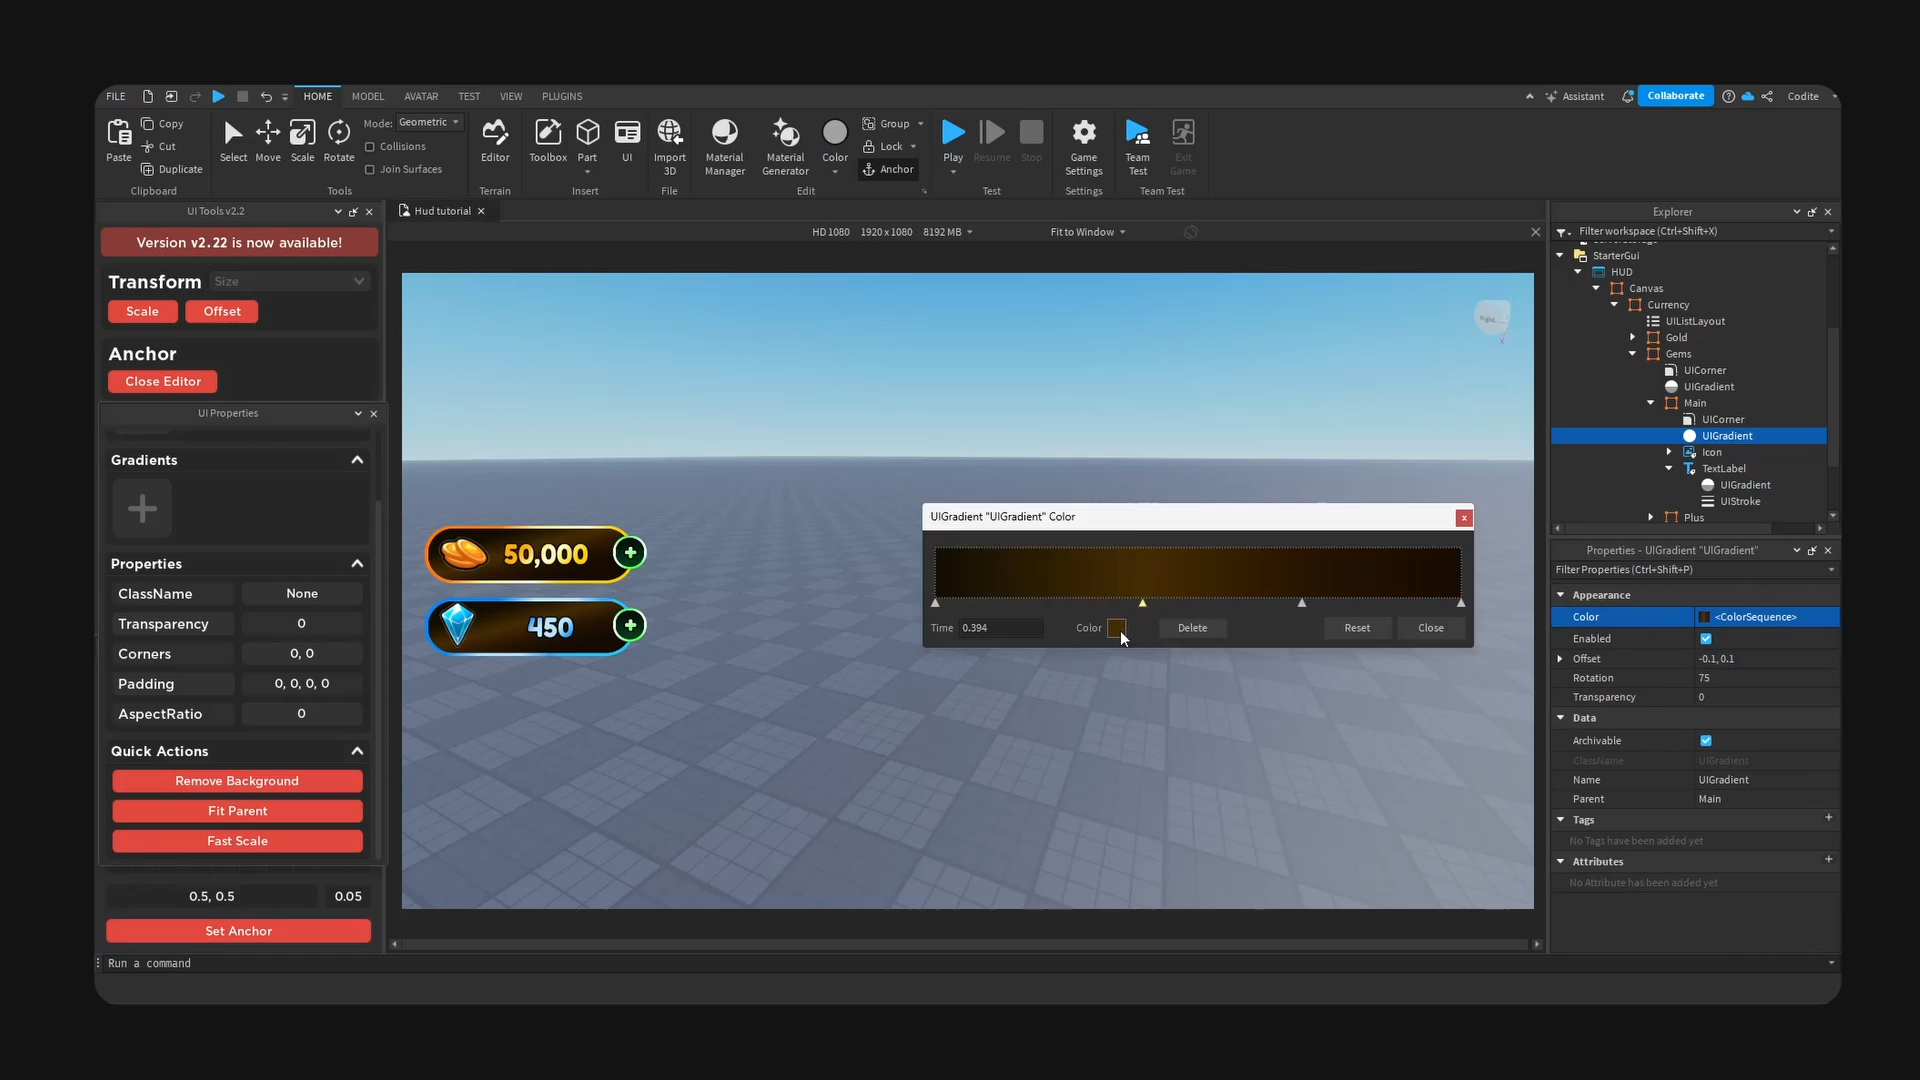 FILE
HOME
MODEL
AVATAR
TEST
VIEW
PLUGINS
Assistant
Collaborate
Codite
Paste
Copy
Cut
Duplicate
Clipboard
Select
Move
Scale
Rotate
Mode: Geometric
Collisions
Join Surfaces
Tools
Editor
Terrain
Toolbox
Part
UI
Insert
Import 3D
File
Material Manager
Material Generator
Color
Group
Lock
Anchor
Edit
Play
Resume
Stop
Test
Game Settings
Settings
Team Test
Exit Game
Team Test
UI Tools v2.2
Version v2.22 is now available!
Transform
Size
Scale
Offset
Anchor
Close Editor
UI Properties
Gradients
Properties
ClassName None
Transparency 0
Corners 0, 0
Padding 0, 0, 0, 0
AspectRatio 0
Quick Actions
Remove Background
Fit Parent
Fast Scale
0.5, 0.5
0.05
Set Anchor
Run a command
Hud tutorial
HD 1080 1920 x 1080 8192 MB
Fit to Window
Right
X
50,000
+
450
+
UIGradient "UIGradient" Color
x
Time 0.394
Color
Delete
Reset
Close
Explorer
Filter workspace (Ctrl+Shift+X)
StarterGui
HUD
Canvas
Currency
UIListLayout
Gold
Gems
UICorner
UIGradient
Main
UICorner
UIGradient
Icon
TextLabel
UIGradient
UIStroke
Plus
Properties - UIGradient "UIGradient"
Filter Properties (Ctrl+Shift+P)
Appearance
Color <ColorSequence>
Enabled
Offset -0.1, 0.1
Rotation 75
Transparency 0
Data
Archivable
ClassName UIGradient
Name UIGradient
Parent Main
Tags
No Tags have been added yet
Attributes
No Attribute has been added yet